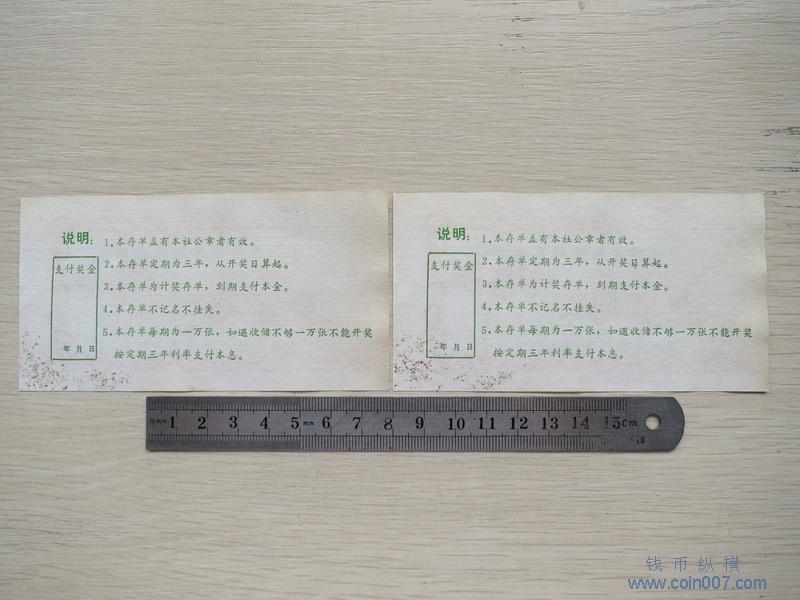 说明：
1.本存单盖有本社公章者有效。
2.本存单定期为三年，从开奖日算起。
3.本存单为计奖存单，到期支付本金。
4.本存单不记名不挂失。
5.本存单每期为一万张，如遇收储不够一万张不能开奖
按定期三年利率支付本息。
支付奖金
年月日
说明：
1.本存单盖有本社公章者有效。
2.本存单定期为三年，从开奖日算起。
3.本存单为计奖存单，到期支付本金。
4.本存单不记名不挂失。
5.本存单每期为一万张，如遇收储不够一万张不能开奖
按定期三年利率支付本息。
支付奖金
年月日
1 2 3 4 5 mm 6 7 8 9 10 11 12 13 14 15cm
钱币纵横
www.coin007.com